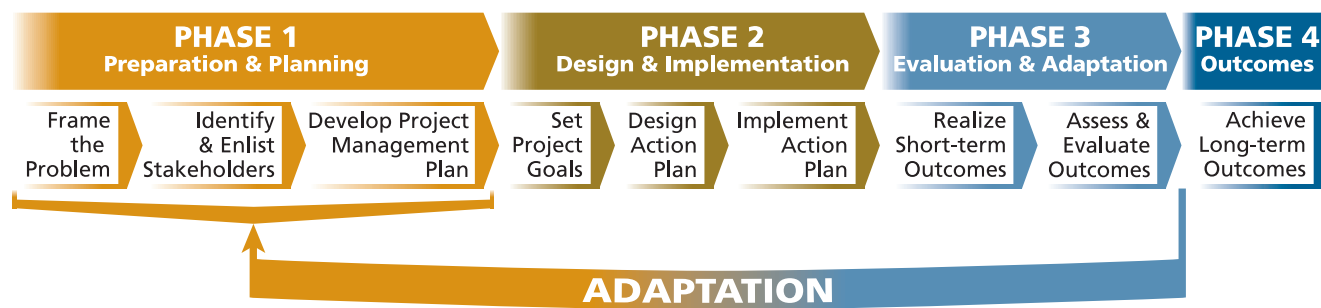 PHASE 1
Preparation & Planning
PHASE 2
Design & Implementation
PHASE 3
Evaluation & Adaptation
PHASE 4
Outcomes
Frame
the
Problem
Identify
& Enlist
Stakeholders
Develop Project
Management
Plan
Set
Project
Goals
Design
Action
Plan
Implement
Action
Plan
Realize
Short-term
Outcomes
Assess &
Evaluate
Outcomes
Achieve
Long-term
Outcomes
ADAPTATION